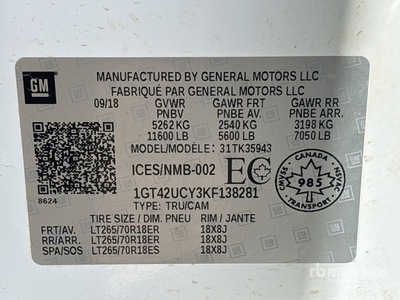 GM
MANUFACTURED BY GENERAL MOTORS LLC
FABRIQUÉ PAR GENERAL MOTORS LLC
09/18 GVWR GAWR FRT GAWR RR
PNBV PNBE AV. PNBE ARR.
5262 KG 2540 KG 3198 KG
11600 LB 5600 LB 7050 LB
MODEL/MODÈLE: 31TK35943
ICES/NMB-002 EC
CANADA
985
8624
1GT42UCY3KF138281
TYPE: TRU/CAM
TIRE SIZE / DIM. PNEU RIM / JANTE
FRT/AV. LT265/70R18ER 18X8J
RR/ARR. LT265/70R18ER 18X8J
SPA/SOS LT265/70R18ES 18X8J
rb